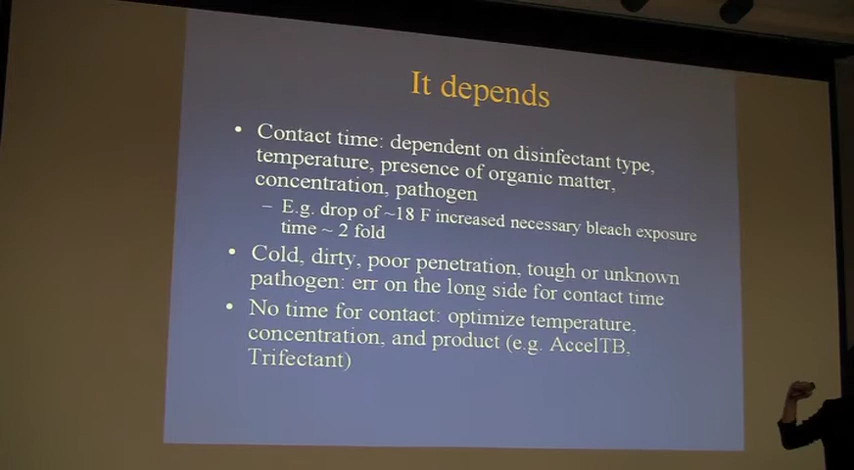 It depends
• Contact time: dependent on disinfectant type,
temperature, presence of organic matter,
concentration, pathogen
– E.g. drop of ~18 F increased necessary bleach exposure
time ~ 2 fold
• Cold, dirty, poor penetration, tough or unknown
pathogen: err on the long side for contact time
• No time for contact: optimize temperature,
concentration, and product (e.g. AccelTB,
Trifectant)